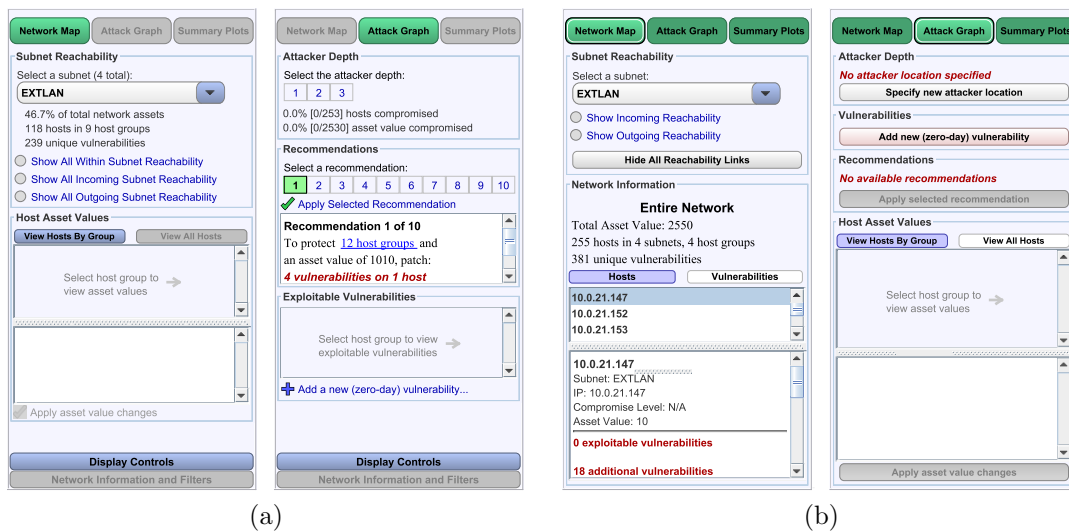 Network Map
Attack Graph
Summary Plots
Subnet Reachability
Select a subnet (4 total):
EXTLAN
46.7% of total network assets
118 hosts in 9 host groups
239 unique vulnerabilities
Show All Within Subnet Reachability
Show All Incoming Subnet Reachability
Show All Outgoing Subnet Reachability
Host Asset Values
View Hosts By Group
View All Hosts
Select host group to
view asset values
Apply asset value changes
Display Controls
Network Information and Filters
Network Map
Attack Graph
Summary Plots
Attacker Depth
Select the attacker depth:
1 2 3
0.0% [0/253] hosts compromised
0.0% [0/2530] asset value compromised
Recommendations
Select a recommendation:
1 2 3 4 5 6 7 8 9 10
Apply Selected Recommendation
Recommendation 1 of 10
To protect 12 host groups and
an asset value of 1010, patch:
4 vulnerabilities on 1 host
Exploitable Vulnerabilities
Select host group to view
exploitable vulnerabilities
Add a new (zero-day) vulnerability...
Display Controls
Network Information and Filters
(a)
Network Map
Attack Graph
Summary Plots
Subnet Reachability
Select a subnet:
EXTLAN
Show Incoming Reachability
Show Outgoing Reachability
Hide All Reachability Links
Network Information
Entire Network
Total Asset Value: 2550
255 hosts in 4 subnets, 4 host groups
381 unique vulnerabilities
Hosts
Vulnerabilities
10.0.21.147
10.0.21.152
10.0.21.153
10.0.21.147
Subnet: EXTLAN
IP: 10.0.21.147
Compromise Level: N/A
Asset Value: 10
0 exploitable vulnerabilities
18 additional vulnerabilities
Network Map
Attack Graph
Summary Plots
Attacker Depth
No attacker location specified
Specify new attacker location
Vulnerabilities
Add new (zero-day) vulnerability
Recommendations
No available recommendations
Apply selected recommendation
Host Asset Values
View Hosts By Group
View All Hosts
Select host group to
view asset values
Apply asset value changes
(b)